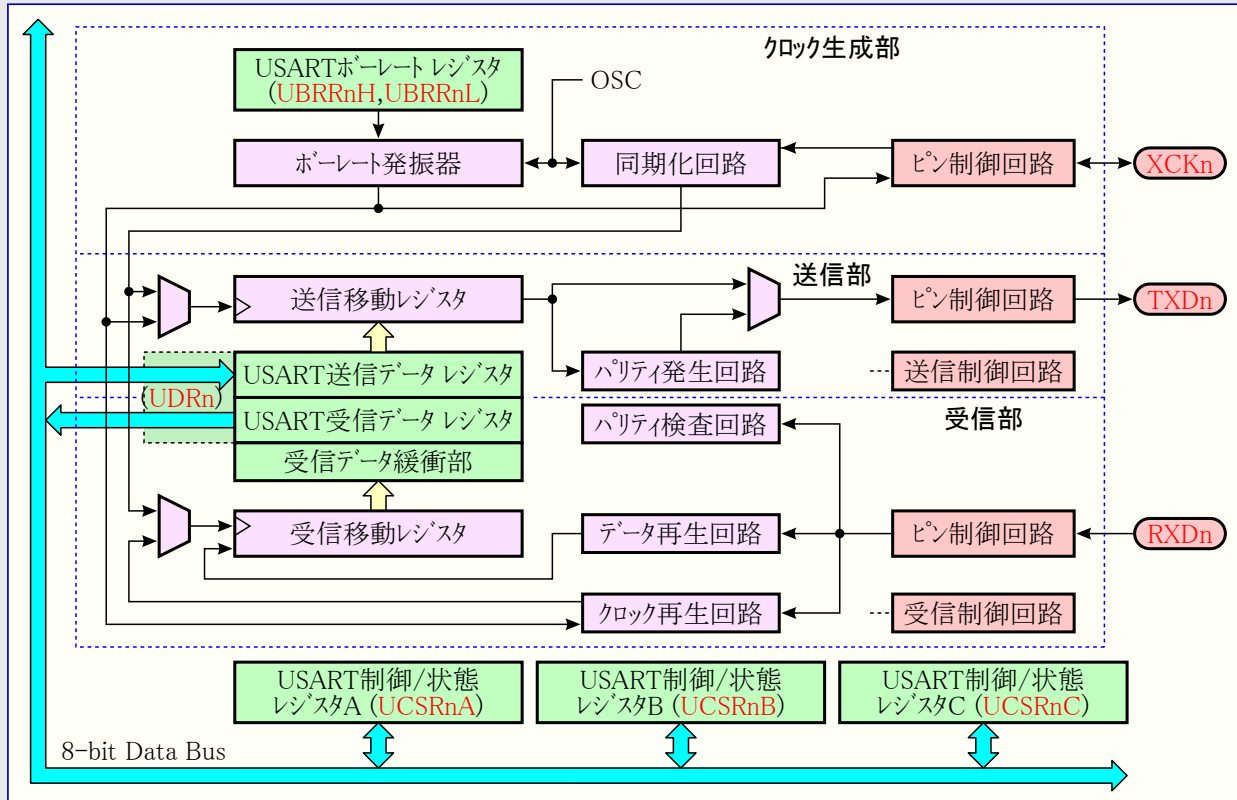 クロック生成部
USARTボーレート レジスタ
(UBRRnH,UBRRnL)
OSC
ボーレート発振器
同期化回路
ピン制御回路
XCKn
送信部
送信移動レジスタ
ピン制御回路
TXDn
USART送信データ レジスタ
パリティ発生回路
送信制御回路
(UDRn)
USART受信データ レジスタ
パリティ検査回路
受信部
受信データ緩衝部
受信移動レジスタ
データ再生回路
ピン制御回路
RXDn
クロック再生回路
受信制御回路
USART制御/状態
レジスタA (UCSRnA)
USART制御/状態
レジスタB (UCSRnB)
USART制御/状態
レジスタC (UCSRnC)
8-bit Data Bus